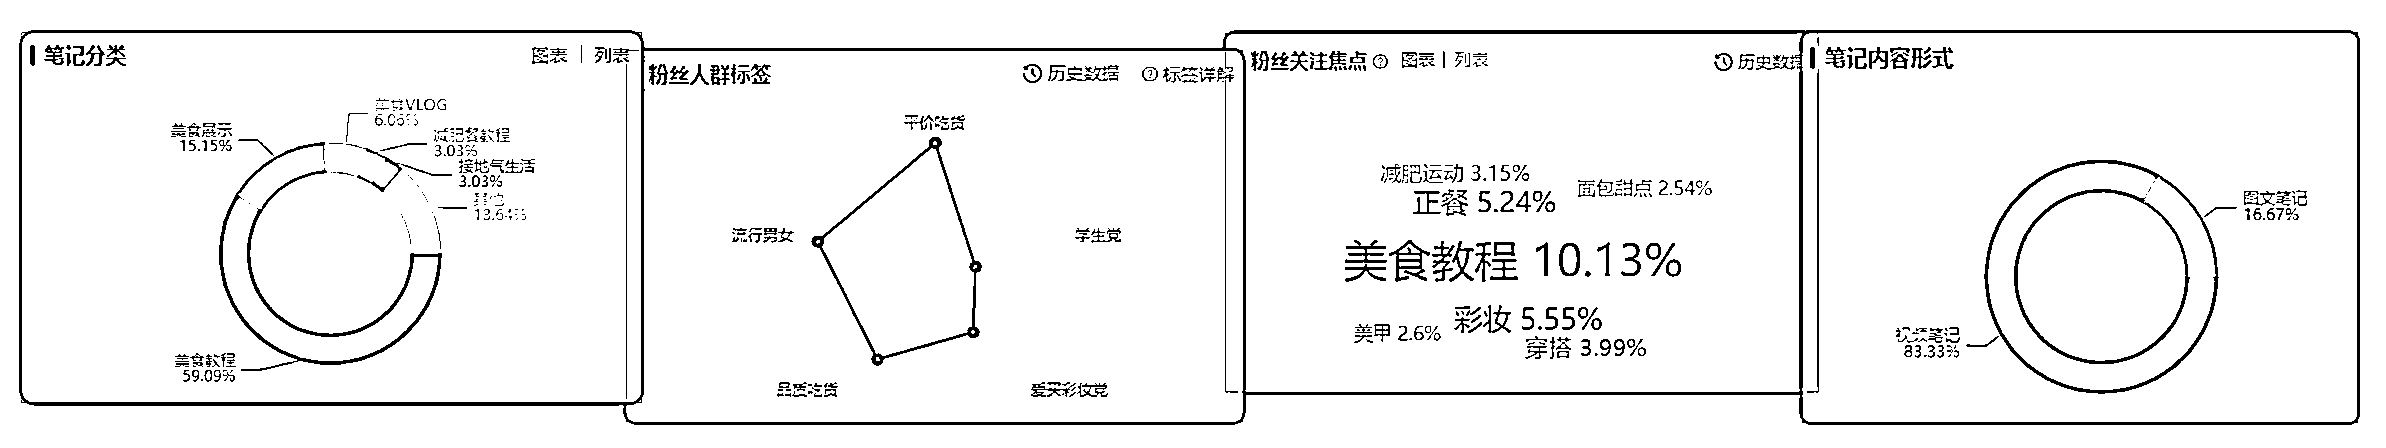 笔记分类
图表 | 列表
美食VLOG
6.06%
减肥餐教程
3.03%
接地气生活
3.03%
其他
13.64%
美食展示
15.15%
美食教程
59.09%
粉丝人群标签
历史数据
标签详解
平价吃货
流行男女
学生党
品质吃货
爱买彩妆党
粉丝关注焦点
图表 | 列表
历史数据
减肥运动 3.15%
正餐 5.24%
面包甜点 2.54%
美食教程 10.13%
彩妆 5.55%
美甲 2.6%
穿搭 3.99%
笔记内容形式
图文笔记
16.67%
视频笔记
83.33%